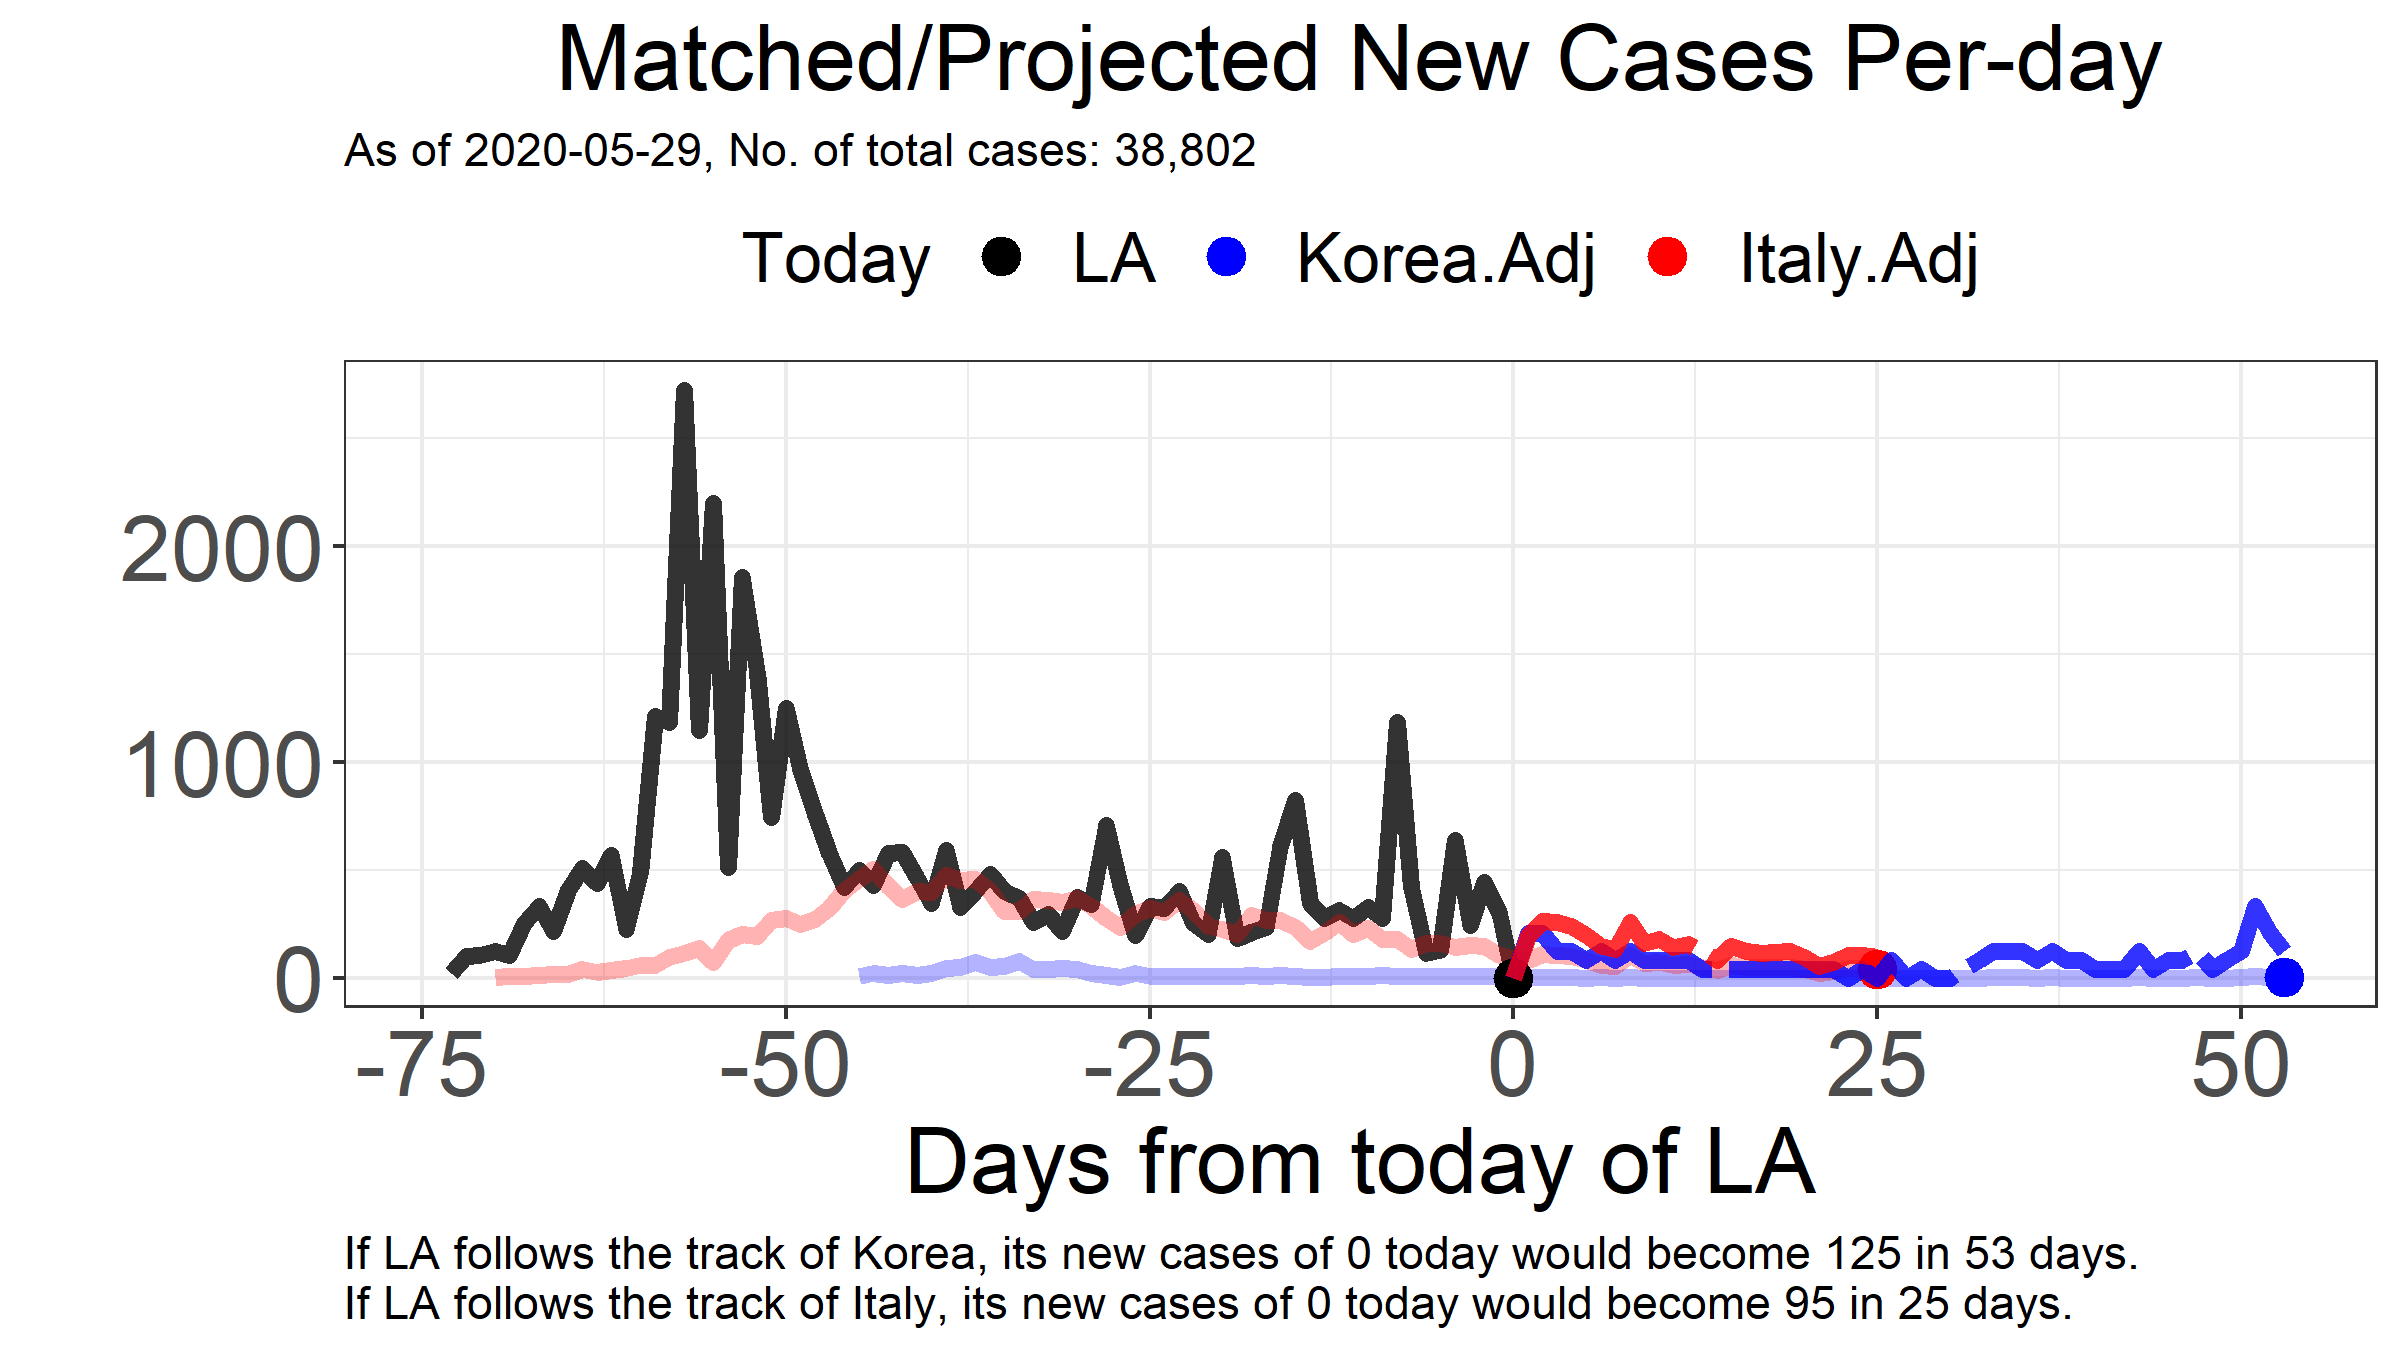 Matched/Projected New Cases Per-day
As of 2020-05-29, No. of total cases: 38,802
Today LA Korea.Adj Italy.Adj
2000
1000
0
-75 -50 -25 0 25 50
Days from today of LA
If LA follows the track of Korea, its new cases of 0 today would become 125 in 53 days.
If LA follows the track of Italy, its new cases of 0 today would become 95 in 25 days.